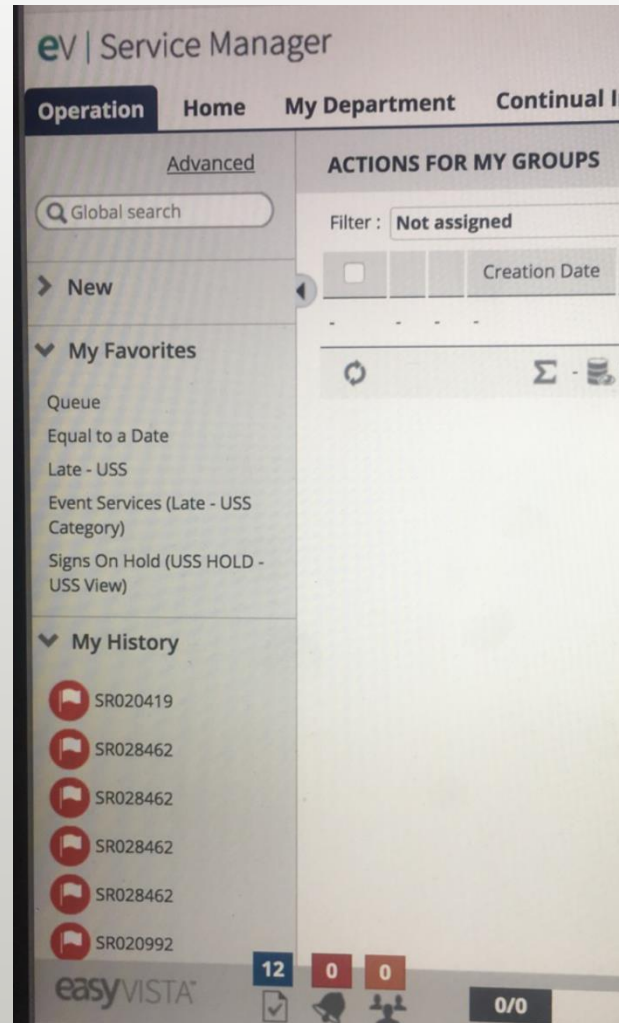 eV | Service Manager
Operation Home My Department Continual I
Advanced
Global search
New
My Favorites
Queue
Equal to a Date
Late - USS
Event Services (Late - USS
Category)
Signs On Hold (USS HOLD -
USS View)
My History
SR020419
SR028462
SR028462
SR028462
SR028462
SR020992
easyVISTA™
12 0 0
ACTIONS FOR MY GROUPS
Filter : Not assigned
Creation Date
- - - -
Σ -
0/0